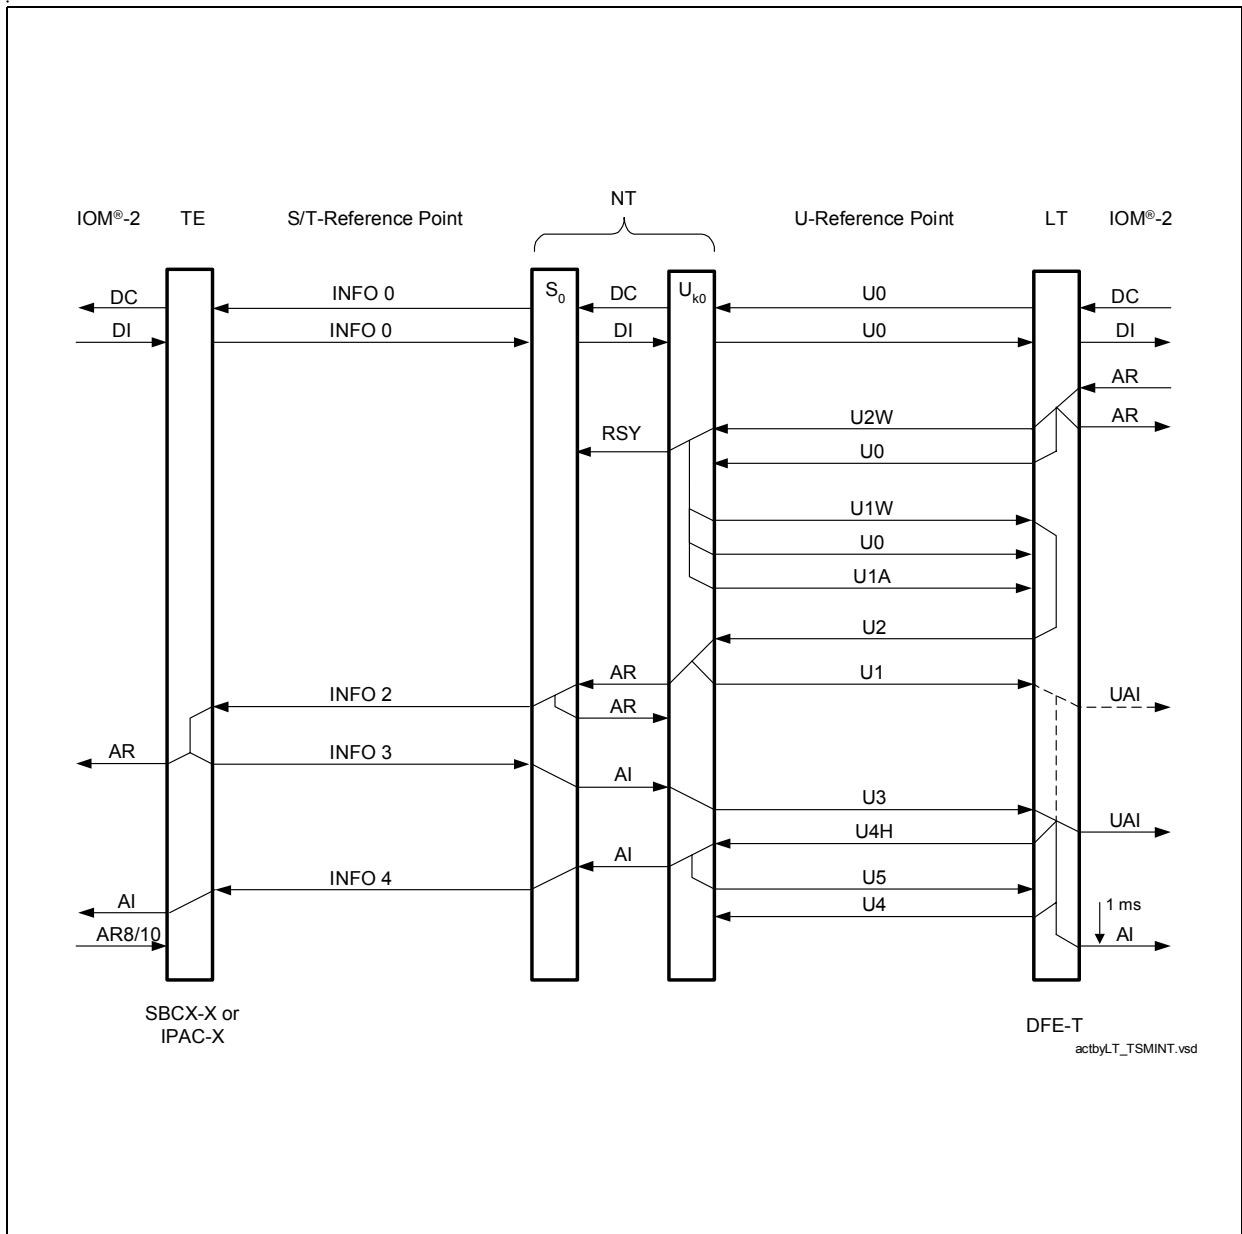 NT
IOM®-2 TE S/T-Reference Point U-Reference Point LT IOM®-2
S0 Uk0
DC INFO 0 DC U0 DC
DI INFO 0 DI U0 DI
AR
U2W AR
RSY
U0
U1W
U0
U1A
U2
AR U1
INFO 2 UAI
AR
AR INFO 3
AI
U3
UAI
U4H
AI
INFO 4 U5
AI U4 1 ms
AR8/10 AI
SBCX-X or
IPAC-X
DFE-T
actbyLT_TSMINT.vsd